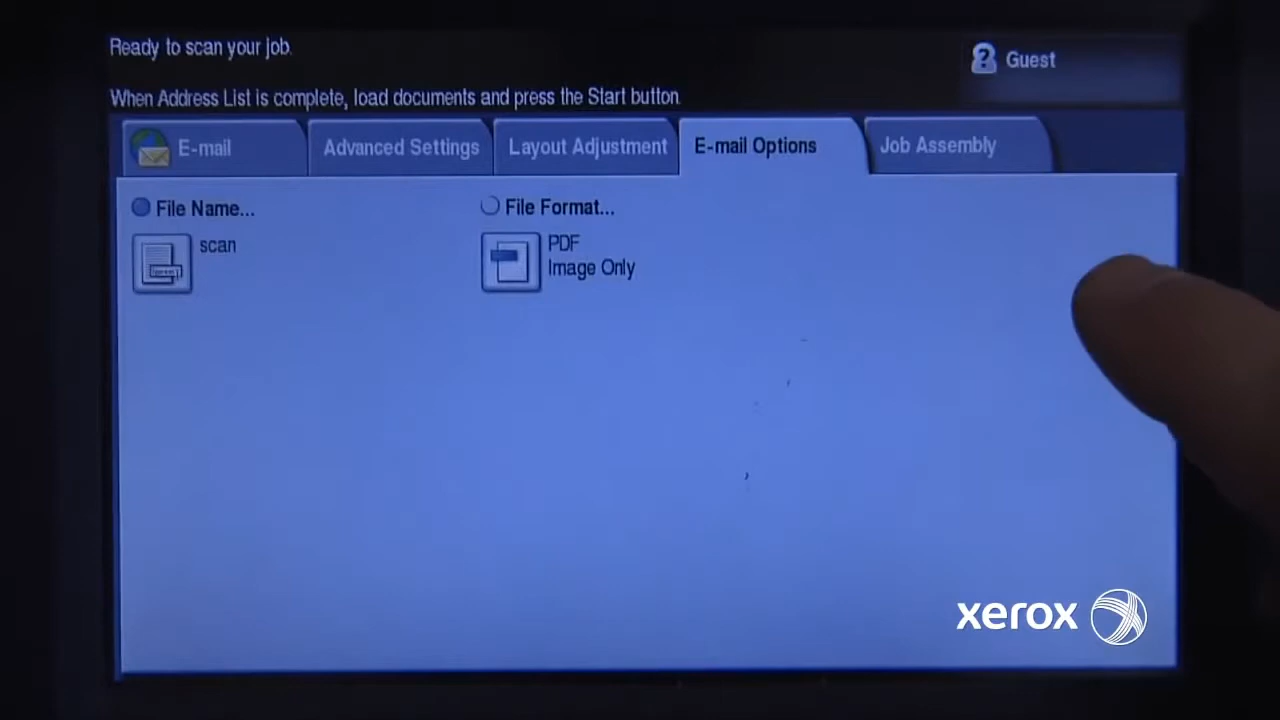 Ready to scan your job.
Guest
When Address List is complete, load documents and press the Start button.
E-mail
Advanced Settings
Layout Adjustment
E-mail Options
Job Assembly
File Name...
scan
File Format...
PDF
Image Only
xerox